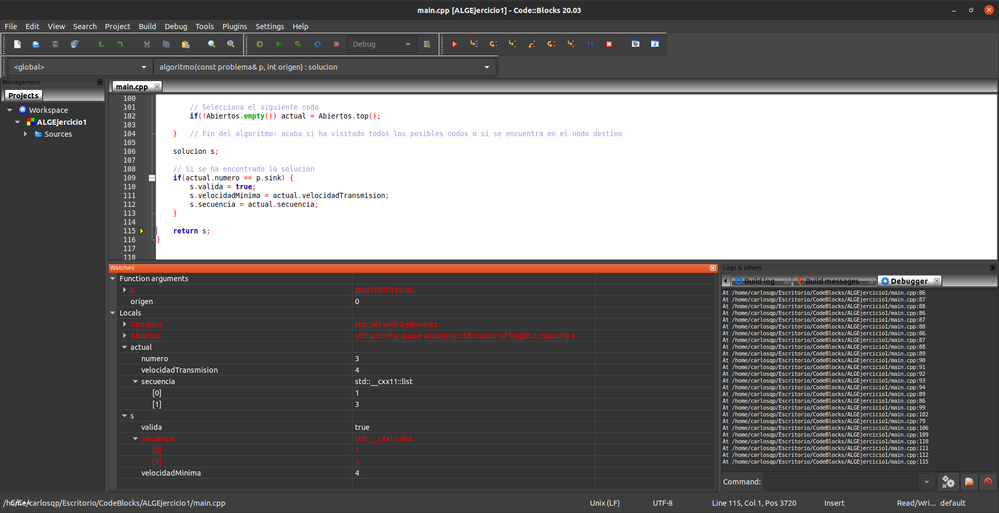 main.cpp [ALGEjercicio1] - Code::Blocks 20.03
File Edit View Search Project Build Debug Tools Plugins Settings Help
Debug
<global> algoritmo(const problema& p, int origen) : solucion
Management
Projects
Workspace
ALGEjercicio1
Sources
main.cpp
100
101 // Selecciona el siguiente nodo
102 if(!Abiertos.empty()) actual = Abiertos.top();
103
104 } // Fin del algoritmo: acaba si ha visitado todos los posibles nodos o si se encuentra en el nodo destino
105
106 solucion s;
107
108 // Si se ha encontrado la solucion
109 if(actual.numero == p.sink) {
110 s.valida = true;
111 s.velocidadMinima = actual.velocidadTransmision;
112 s.secuencia = actual.secuencia;
113 }
114
115 return s;
116 }
117
118
Watches
Function arguments
p @0x7fffffffe510:
origen 0
Locals
Cerrados std::set with 2 elements
Abiertos std::priority_queue wrapping: std::vector of length 3, capacity 4
actual
numero 3
velocidadTransmision 4
secuencia std::__cxx11::list
[0] 1
[1] 3
s
valida true
secuencia std::__cxx11::list
[0] 1
[1] 3
velocidadMinima 4
Logs & others
Build log Build messages Debugger
At /home/carlosqp/Escritorio/CodeBlocks/ALGEjercicio1/main.cpp:86
At /home/carlosqp/Escritorio/CodeBlocks/ALGEjercicio1/main.cpp:87
At /home/carlosqp/Escritorio/CodeBlocks/ALGEjercicio1/main.cpp:88
At /home/carlosqp/Escritorio/CodeBlocks/ALGEjercicio1/main.cpp:86
At /home/carlosqp/Escritorio/CodeBlocks/ALGEjercicio1/main.cpp:87
At /home/carlosqp/Escritorio/CodeBlocks/ALGEjercicio1/main.cpp:88
At /home/carlosqp/Escritorio/CodeBlocks/ALGEjercicio1/main.cpp:86
At /home/carlosqp/Escritorio/CodeBlocks/ALGEjercicio1/main.cpp:87
At /home/carlosqp/Escritorio/CodeBlocks/ALGEjercicio1/main.cpp:88
At /home/carlosqp/Escritorio/CodeBlocks/ALGEjercicio1/main.cpp:89
At /home/carlosqp/Escritorio/CodeBlocks/ALGEjercicio1/main.cpp:90
At /home/carlosqp/Escritorio/CodeBlocks/ALGEjercicio1/main.cpp:91
At /home/carlosqp/Escritorio/CodeBlocks/ALGEjercicio1/main.cpp:92
At /home/carlosqp/Escritorio/CodeBlocks/ALGEjercicio1/main.cpp:93
At /home/carlosqp/Escritorio/CodeBlocks/ALGEjercicio1/main.cpp:94
At /home/carlosqp/Escritorio/CodeBlocks/ALGEjercicio1/main.cpp:89
At /home/carlosqp/Escritorio/CodeBlocks/ALGEjercicio1/main.cpp:86
At /home/carlosqp/Escritorio/CodeBlocks/ALGEjercicio1/main.cpp:99
At /home/carlosqp/Escritorio/CodeBlocks/ALGEjercicio1/main.cpp:102
At /home/carlosqp/Escritorio/CodeBlocks/ALGEjercicio1/main.cpp:79
At /home/carlosqp/Escritorio/CodeBlocks/ALGEjercicio1/main.cpp:106
At /home/carlosqp/Escritorio/CodeBlocks/ALGEjercicio1/main.cpp:109
At /home/carlosqp/Escritorio/CodeBlocks/ALGEjercicio1/main.cpp:110
At /home/carlosqp/Escritorio/CodeBlocks/ALGEjercicio1/main.cpp:111
At /home/carlosqp/Escritorio/CodeBlocks/ALGEjercicio1/main.cpp:112
At /home/carlosqp/Escritorio/CodeBlocks/ALGEjercicio1/main.cpp:115
Command:
/home/carlosqp/Escritorio/CodeBlocks/ALGEjercicio1/main.cpp C/C++ Unix (LF) UTF-8 Line 115, Col 1, Pos 3720 Insert Read/Wri... default